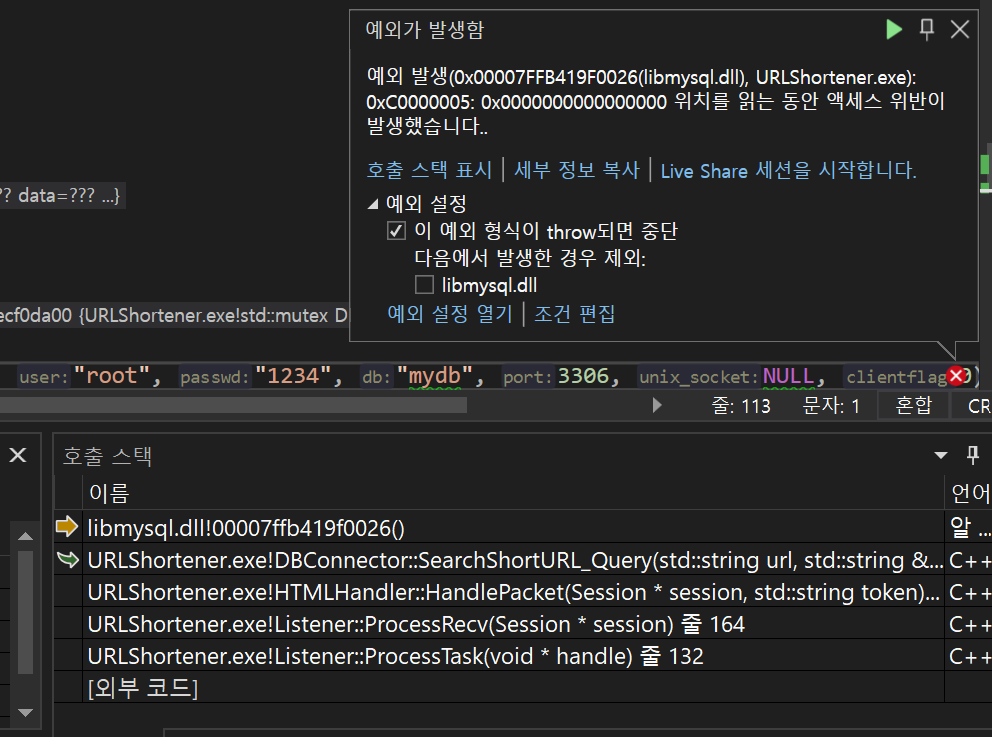 예외가 발생함
예외 발생(0x00007FFB419F0026(libmysql.dll), URLShortener.exe):
0xC0000005: 0x0000000000000000 위치를 읽는 동안 액세스 위반이
발생했습니다..
호출 스택 표시 | 세부 정보 복사 | Live Share 세션을 시작합니다.
?? data=??? ...}
예외 설정
이 예외 형식이 throw되면 중단
다음에서 발생한 경우 제외:
libmysql.dll
예외 설정 열기 | 조건 편집
ecf0da00 {URLShortener.exe!std::mutex D
user:"root", passwd:"1234", db:"mydb", port:3306, unix_socket:NULL, clientflag
줄: 113 문자: 1 혼합 CR
호출 스택
이름 언어
libmysql.dll!00007ffb419f0026() 알 ...
URLShortener.exe!DBConnector::SearchShortURL_Query(std::string url, std::string &... C++
URLShortener.exe!HTMLHandler::HandlePacket(Session * session, std::string token)... C++
URLShortener.exe!Listener::ProcessRecv(Session * session) 줄 164 C++
URLShortener.exe!Listener::ProcessTask(void * handle) 줄 132 C++
[외부 코드]